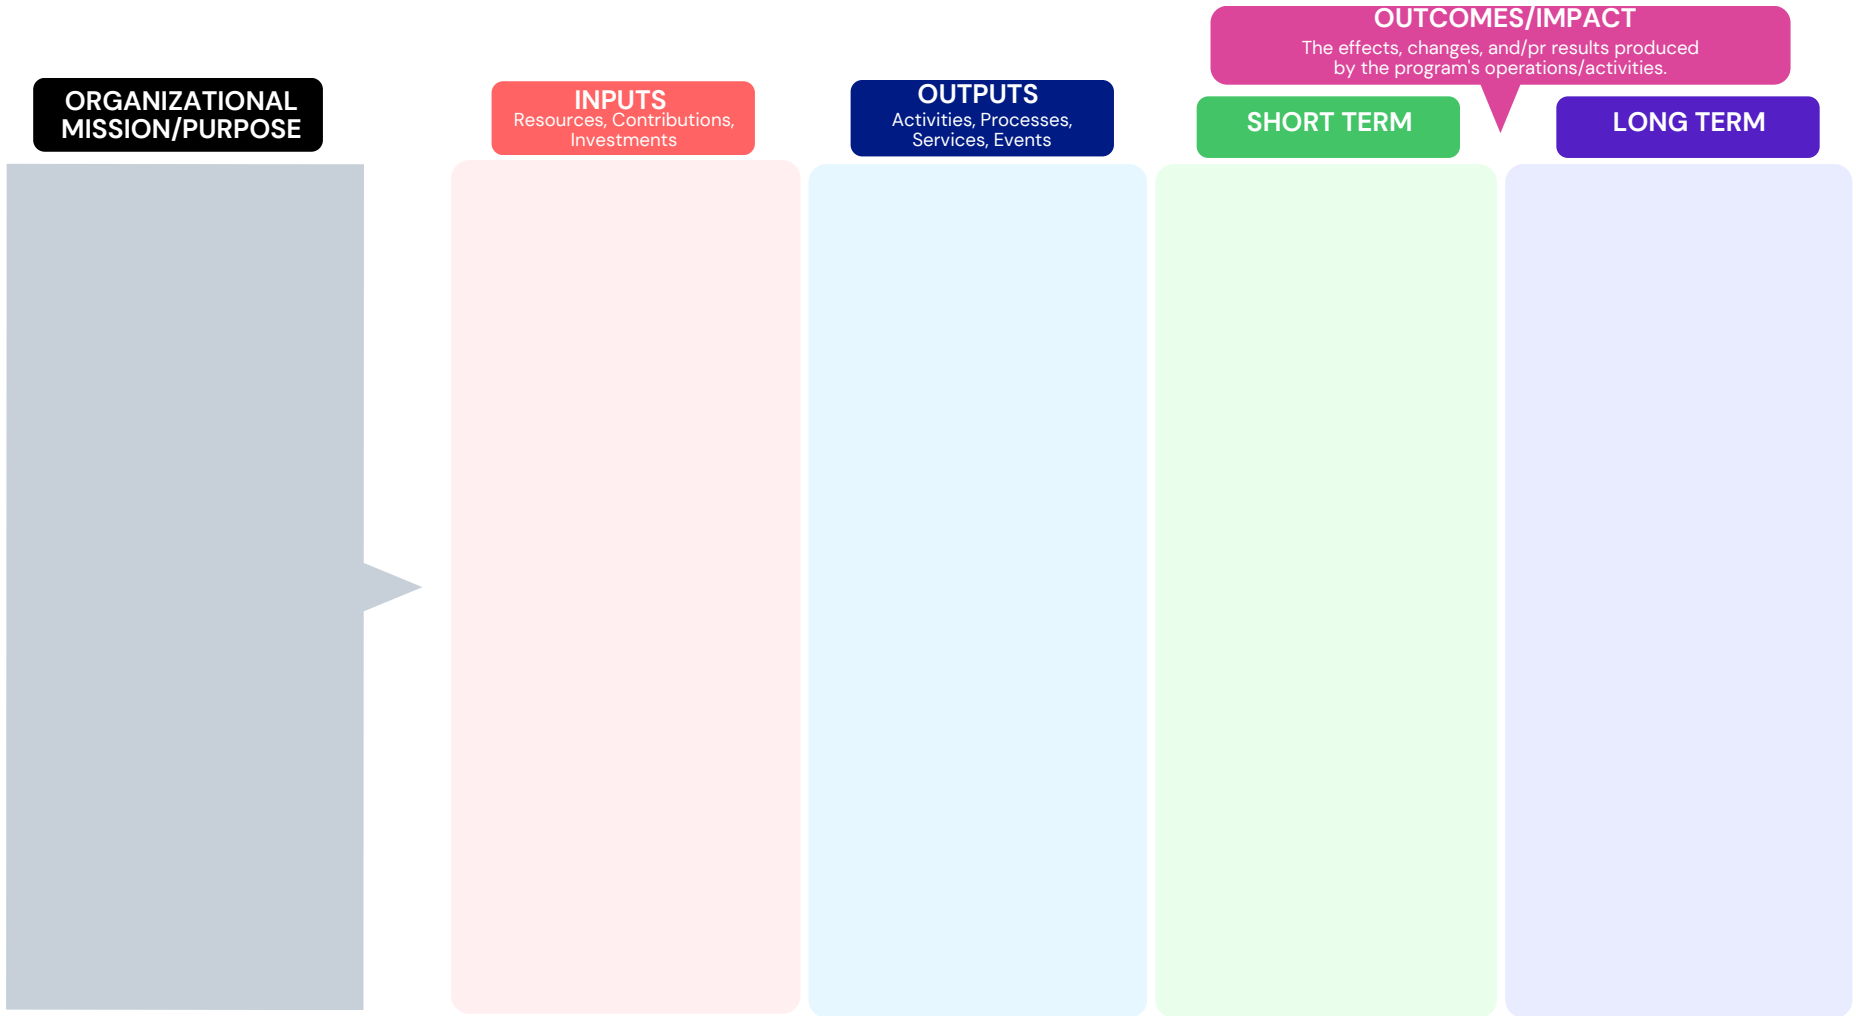 ORGANIZATIONAL
MISSION/PURPOSE
INPUTS
Resources, Contributions,
Investments
OUTPUTS
Activities, Processes,
Services, Events
OUTCOMES/IMPACT
The effects, changes, and/pr results produced
by the program's operations/activities.
SHORT TERM
LONG TERM